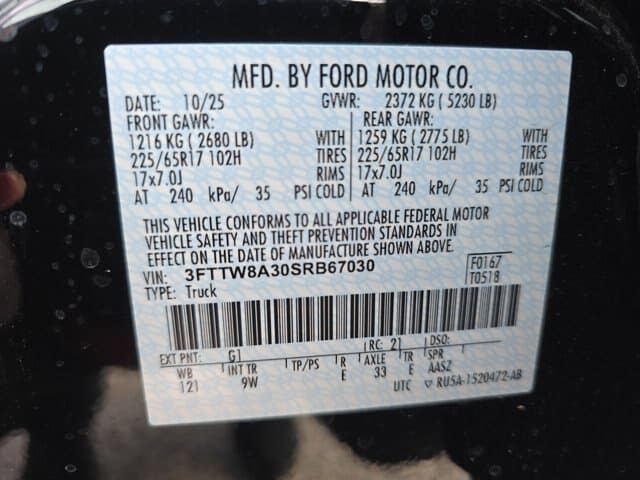 MFD. BY FORD MOTOR CO.
DATE: 10/25 GVWR: 2372 KG ( 5230 LB)
FRONT GAWR: REAR GAWR:
1216 KG ( 2680 LB) WITH 1259 KG ( 2775 LB) WITH
225/65R17 102H TIRES 225/65R17 102H TIRES
17x7.0J RIMS 17x7.0J RIMS
AT 240 kPa/ 35 PSI COLD AT 240 kPa/ 35 PSI COLD
THIS VEHICLE CONFORMS TO ALL APPLICABLE FEDERAL MOTOR
VEHICLE SAFETY AND THEFT PREVENTION STANDARDS IN
EFFECT ON THE DATE OF MANUFACTURE SHOWN ABOVE.
VIN: 3FTTW8A30SRB67030 F0167
TYPE: Truck T0518
EXT PNT: G1 RC: 21 DSO:
WB INT TR TP/PS R AXLE TR SPR
121 9W E 33 E AASZ
UTC ▽ RU5A-1520472-AB